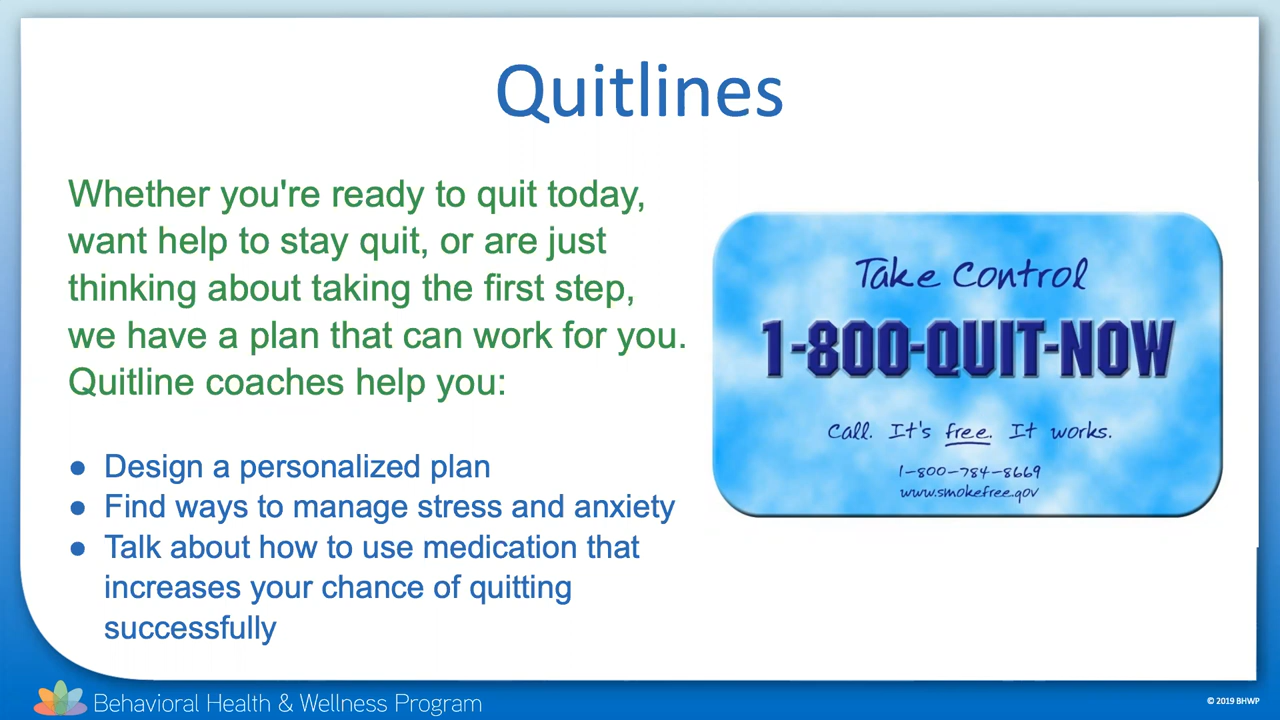 Quitlines
Whether you're ready to quit today,
want help to stay quit, or are just
thinking about taking the first step,
we have a plan that can work for you.
Quitline coaches help you:
● Design a personalized plan
● Find ways to manage stress and anxiety
● Talk about how to use medication that
increases your chance of quitting
successfully
Take Control
1-800-QUIT-NOW
Call. It's free. It works.
1-800-784-8669
www.smokefree.gov
Behavioral Health & Wellness Program
© 2019 BHWP